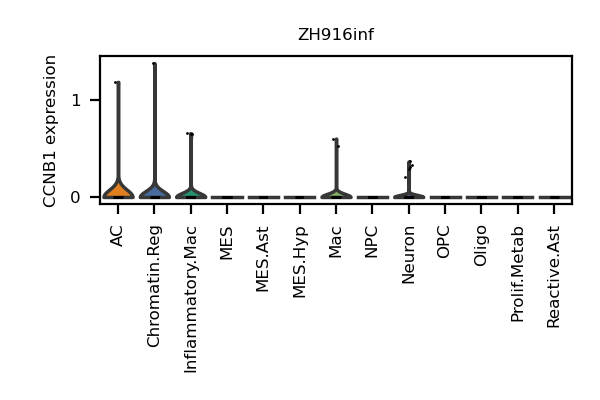 ZH916inf
CCNB1 expression
1
0
AC
Chromatin.Reg
Inflammatory.Mac
MES
MES.Ast
MES.Hyp
Mac
NPC
Neuron
OPC
Oligo
Prolif.Metab
Reactive.Ast